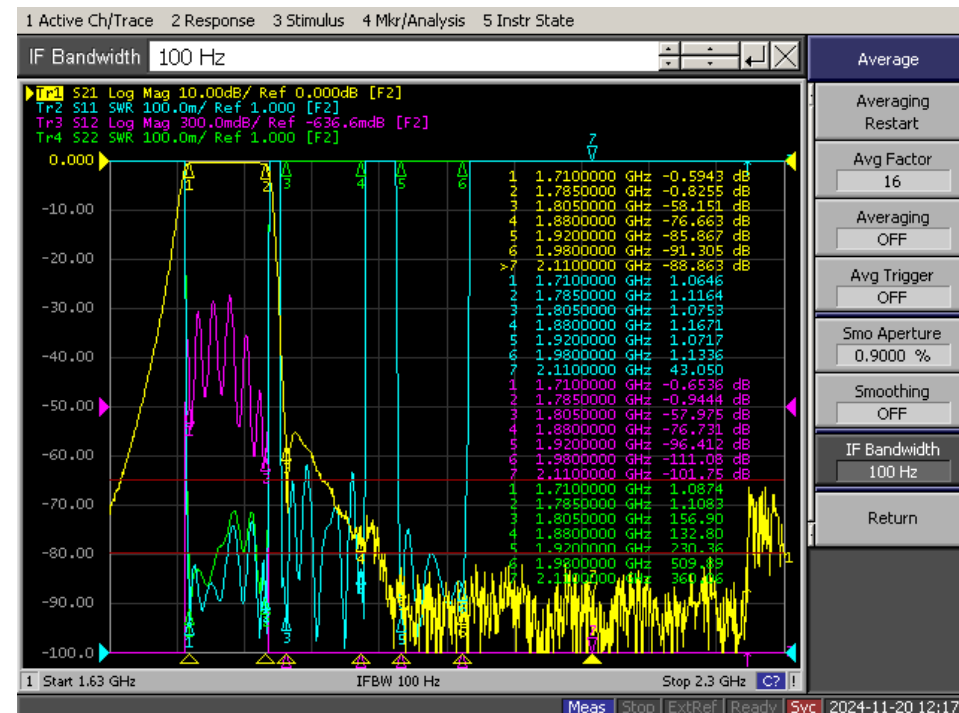 1 Active Ch/Trace 2 Response 3 Stimulus 4 Mkr/Analysis 5 Instr State
IF Bandwidth 100 Hz
Tr1 S21 Log Mag 10.00dB/ Ref 0.000dB [F2]
Tr2 S11 SWR 100.0m/ Ref 1.000 [F2]
Tr3 S12 Log Mag 300.0mdB/ Ref -636.6mdB [F2]
Tr4 S22 SWR 100.0m/ Ref 1.000 [F2]
0.000
-10.00
-20.00
-30.00
-40.00
-50.00
-60.00
-70.00
-80.00
-90.00
-100.0
1 2 3 4 5 6
7
1 1.7100000 GHz -0.5943 dB
2 1.7850000 GHz -0.8255 dB
3 1.8050000 GHz -58.151 dB
4 1.8800000 GHz -76.663 dB
5 1.9200000 GHz -85.867 dB
6 1.9800000 GHz -91.305 dB
>7 2.1100000 GHz -88.863 dB
1 1.7100000 GHz 1.0646
2 1.7850000 GHz 1.1164
3 1.8050000 GHz 1.0753
4 1.8800000 GHz 1.1671
5 1.9200000 GHz 1.0717
6 1.9800000 GHz 1.1336
7 2.1100000 GHz 43.050
1 1.7100000 GHz -0.6536 dB
2 1.7850000 GHz -0.9444 dB
3 1.8050000 GHz -57.975 dB
4 1.8800000 GHz -76.731 dB
5 1.9200000 GHz -96.412 dB
6 1.9800000 GHz -111.08 dB
7 2.1100000 GHz -101.75 dB
1 1.7100000 GHz 1.0874
2 1.7850000 GHz 1.1083
3 1.8050000 GHz 156.90
4 1.8800000 GHz 132.80
5 1.9200000 GHz 230.36
6 1.9800000 GHz 509.89
7 2.1100000 GHz
1 Start 1.63 GHz IFBW 100 Hz Stop 2.3 GHz C? !
Meas Stop ExtRef Ready Svc 2024-11-20 12:17
Average
Averaging
Restart
Avg Factor
16
Averaging
OFF
Avg Trigger
OFF
Smo Aperture
0.9000 %
Smoothing
OFF
IF Bandwidth
100 Hz
Return